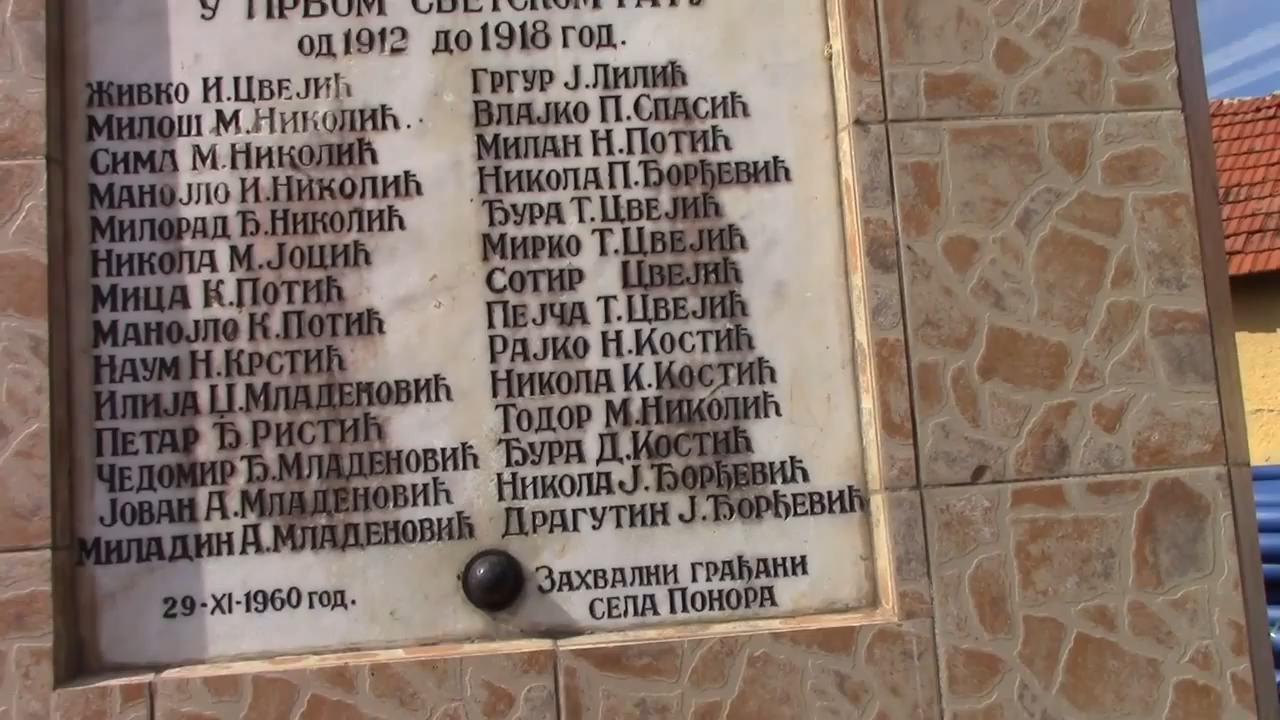 У ПРВОМ СВЕТСКОМ РАТУ
ОД 1912 ДО 1918 ГОД.
ЖИВКО И.ЦВЕЈИЋ
МИЛОШ М.НИКОЛИЋ.
СИМА М.НИКОЛИЋ
МАНОЈЛО И.НИКОЛИЋ
МИЛОРАД Ђ.НИКОЛИЋ
НИКОЛА М.ЈОЦИЋ
МИЦА К.ПОТИЋ
МАНОЈЛО К.ПОТИЋ
НАУМ Н.КРСТИЋ
ИЛИЈА Ц.МЛАДЕНОВИЋ
ПЕТАР Ђ.РИСТИЋ
ЧЕДОМИР Ђ.МЛАДЕНОВИЋ
ЈОВАН А.МЛАДЕНОВИЋ
МИЛАДИН А.МЛАДЕНОВИЋ
29-XI-1960 ГОД.
ГРГУР Ј.ЛИЛИЋ
ВЛАЈКО П.СПАСИЋ
МИЛАН Н.ПОТИЋ
НИКОЛА П.ЂОРЂЕВИЋ
ЂУРА Т.ЦВЕЈИЋ
МИРКО Т.ЦВЕЈИЋ
СОТИР ЦВЕЈИЋ
ПЕЈЧА Т.ЦВЕЈИЋ
РАЈКО Н.КОСТИЋ
НИКОЛА К.КОСТИЋ
ТОДОР М.НИКОЛИЋ
ЂУРА Д.КОСТИЋ
НИКОЛА Ј.ЂОРЂЕВИЋ
ДРАГУТИН Ј.ЂОРЂЕВИЋ
ЗАХВАЛНИ ГРАЂАНИ
СЕЛА ПОНОРА